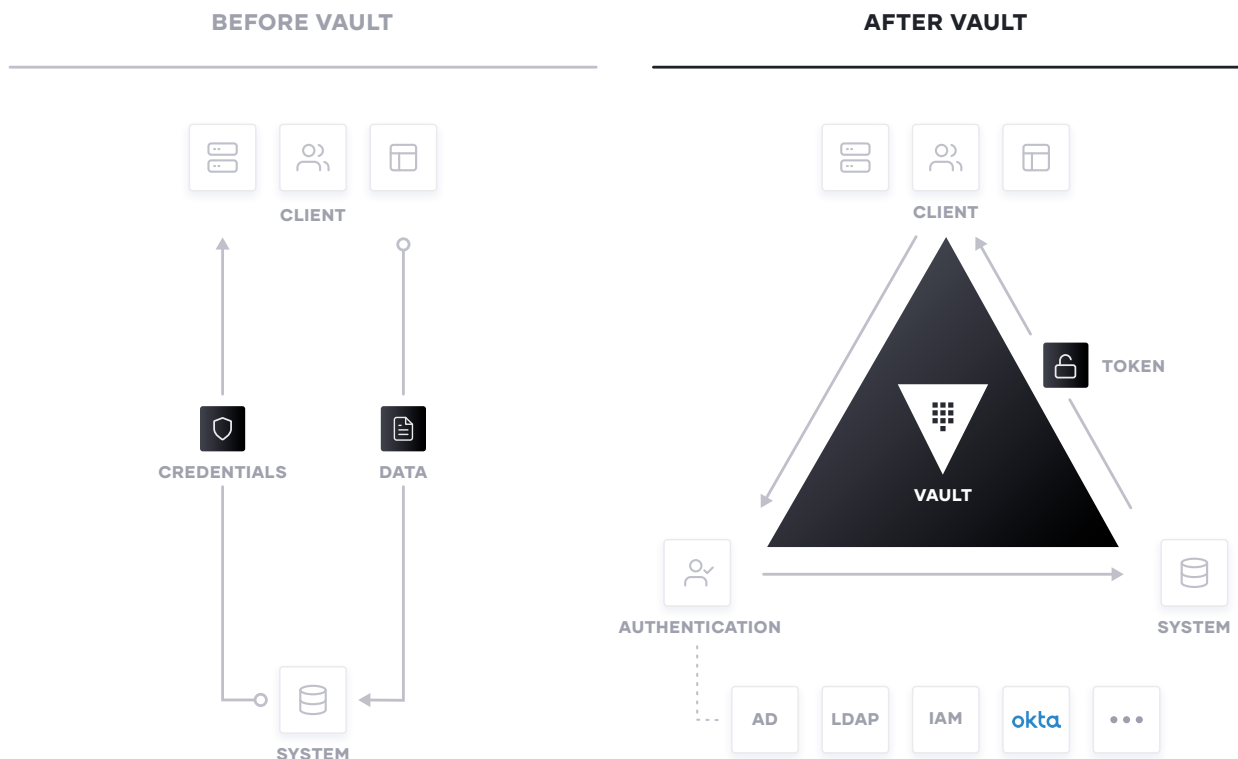 BEFORE VAULT
CLIENT
CREDENTIALS
DATA
SYSTEM
AFTER VAULT
CLIENT
TOKEN
VAULT
AUTHENTICATION
SYSTEM
AD
LDAP
IAM
okta
•••